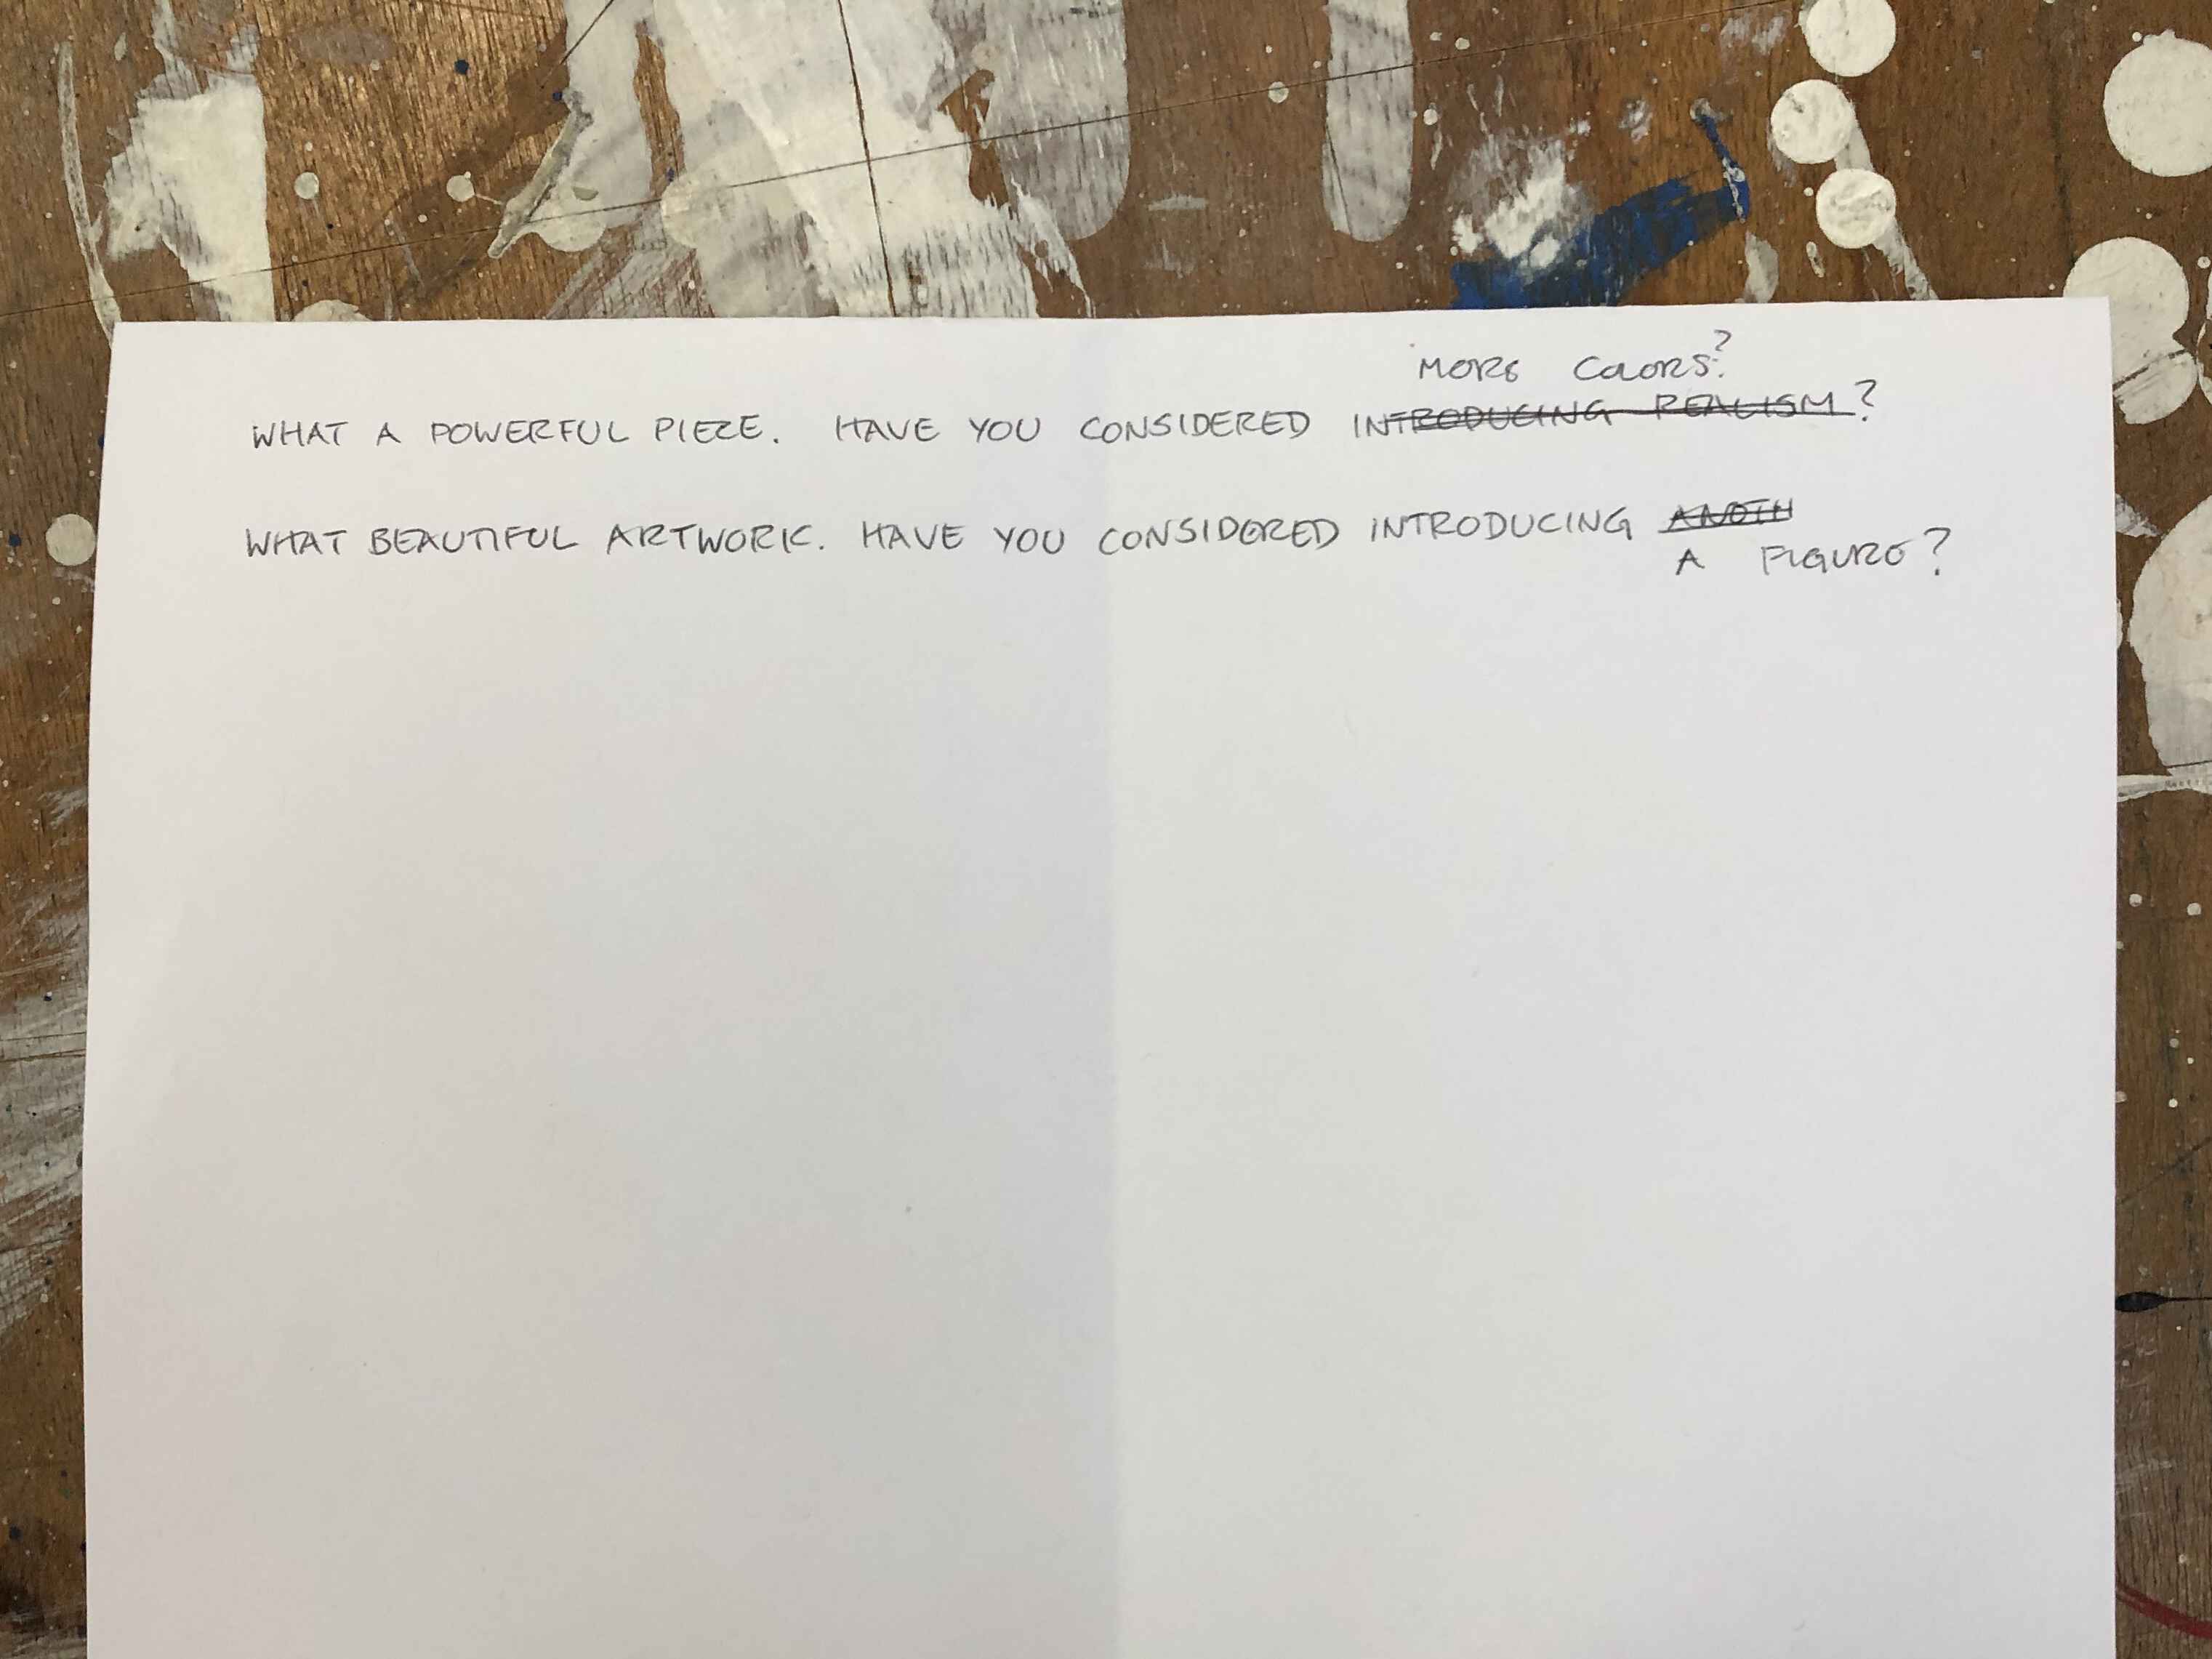 MORE COLORS?
WHAT A POWERFUL PIECE. HAVE YOU CONSIDERED INTRODUCING REALISM?
WHAT BEAUTIFUL ARTWORK. HAVE YOU CONSIDERED INTRODUCING ANOTH
A FIGURE?